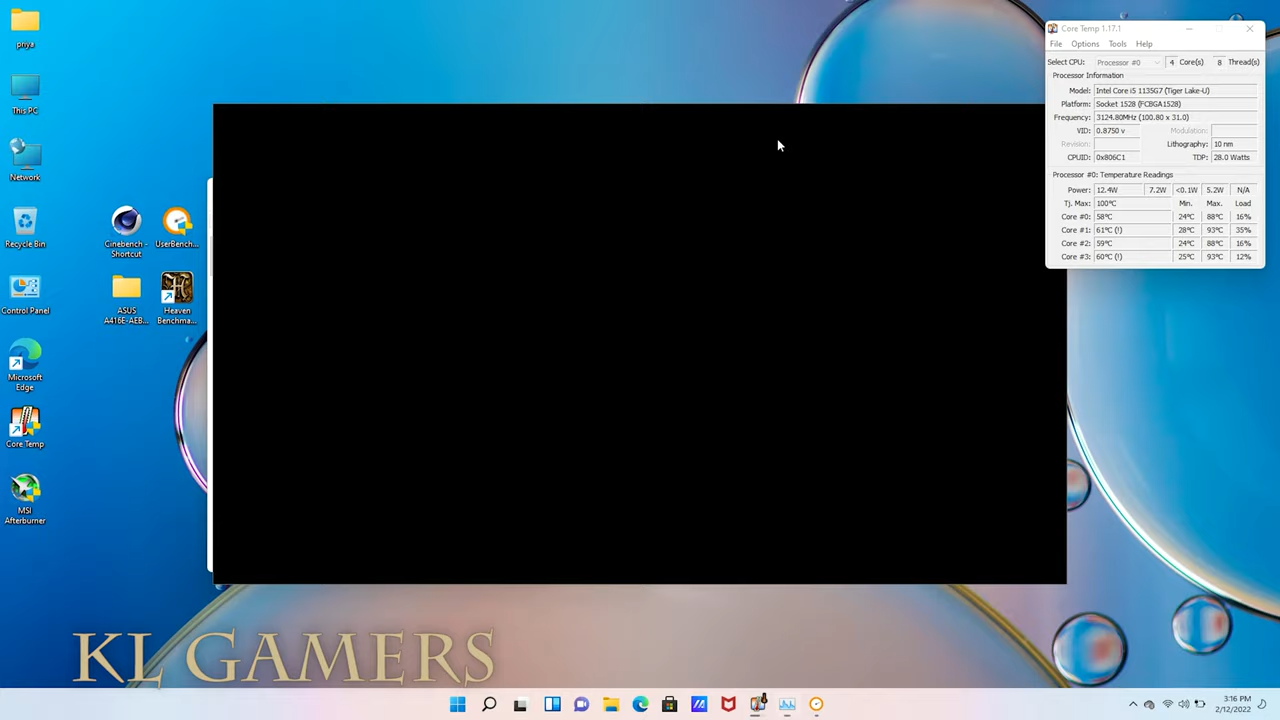 priya
This PC
Network
Recycle Bin
Control Panel
Microsoft
Edge
Core Temp
MSI
Afterburner
Cinebench -
Shortcut
UserBench...
ASUS
A416E-AEB...
Heaven
Benchma...
Core Temp 1.17.1
File Options Tools Help
Select CPU: Processor #0 4 Core(s) 8 Thread(s)
Processor Information
Model: Intel Core i5 1135G7 (Tiger Lake-U)
Platform: Socket 1528 (FCBGA1528)
Frequency: 3124.80MHz (100.80 x 31.0)
VID: 0.8750 v Modulation:
Revision: Lithography: 10 nm
CPUID: 0x806C1 TDP: 28.0 Watts
Processor #0: Temperature Readings
Power: 12.4W 7.2W <0.1W 5.2W N/A
Tj. Max: 100°C Min. Max. Load
Core #0: 58°C 24°C 88°C 16%
Core #1: 61°C (!) 28°C 93°C 35%
Core #2: 59°C 24°C 88°C 16%
Core #3: 60°C (!) 25°C 93°C 12%
KL GAMERS
3:16 PM
2/12/2022